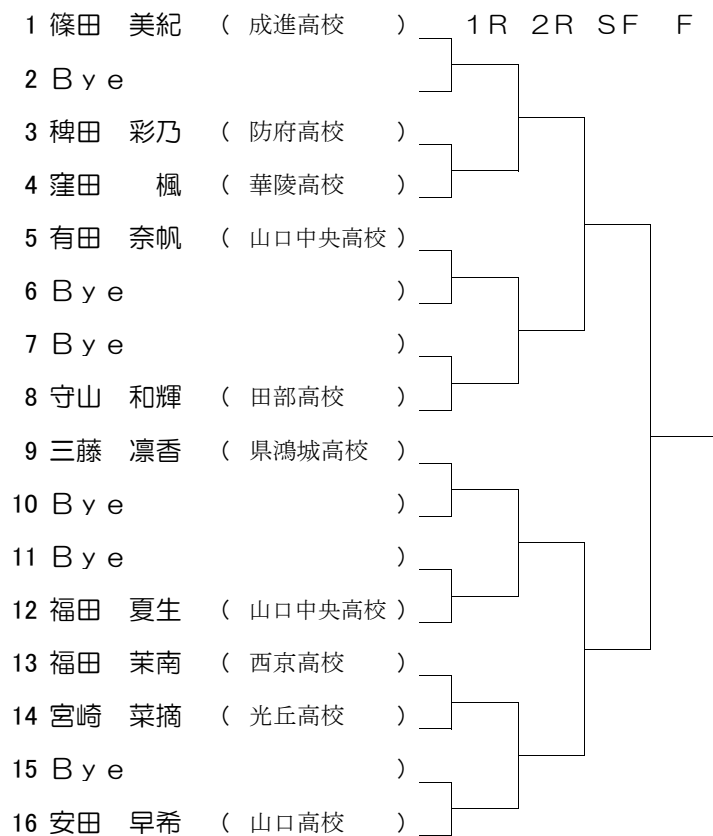 1 篠田　美紀　（　成進高校　）　1R　2R　SF　F
2 Bye
3 稗田　彩乃　（　防府高校　）
4 窪田　楓　（　華陵高校　）
5 有田　奈帆　（　山口中央高校　）
6 Bye　）
7 Bye　）
8 守山　和輝　（　田部高校　）
9 三藤　凛香　（　県鴻城高校　）
10 Bye　）
11 Bye　）
12 福田　夏生　（　山口中央高校　）
13 福田　茉南　（　西京高校　）
14 宮崎　菜摘　（　光丘高校　）
15 Bye　）
16 安田　早希　（　山口高校　）